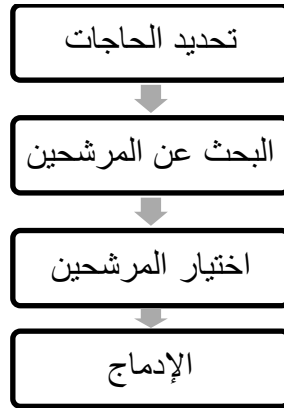 تحديد الحاجات
البحث عن المرشحين
اختيار المرشحين
الإدماج